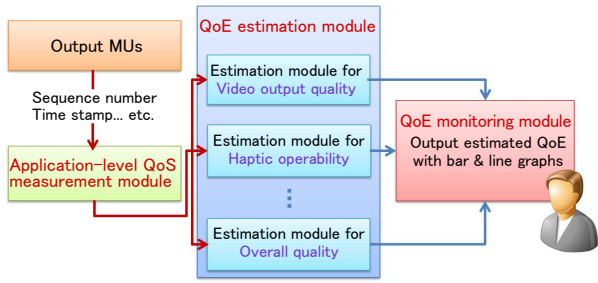 Output MUs
Sequence number
Time stamp... etc.
Application-level QoS
measurement module
QoE estimation module
Estimation module for
Video output quality
Estimation module for
Haptic operability
Estimation module for
Overall quality
QoE monitoring module
Output estimated QoE
with bar & line graphs